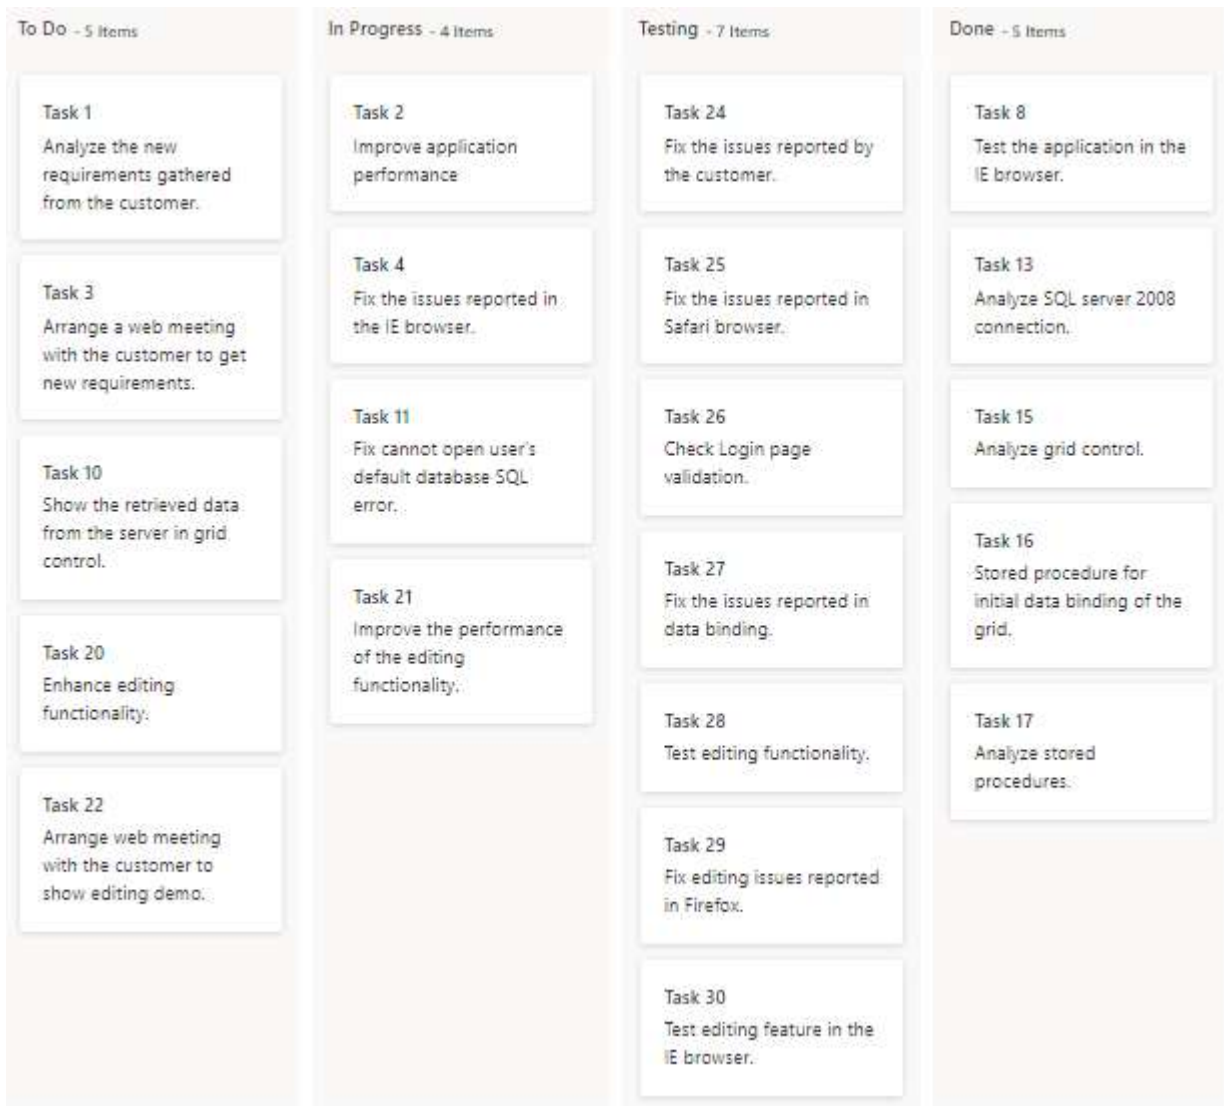 To Do - 5 Items
Task 1
Analyze the new
requirements gathered
from the customer.
Task 3
Arrange a web meeting
with the customer to get
new requirements.
Task 10
Show the retrieved data
from the server in grid
control.
Task 20
Enhance editing
functionality.
Task 22
Arrange web meeting
with the customer to
show editing demo.
In Progress - 4 Items
Task 2
Improve application
performance
Task 4
Fix the issues reported in
the IE browser.
Task 11
Fix cannot open user's
default database SQL
error.
Task 21
Improve the performance
of the editing
functionality.
Testing - 7 Items
Task 24
Fix the issues reported by
the customer.
Task 25
Fix the issues reported in
Safari browser.
Task 26
Check Login page
validation.
Task 27
Fix the issues reported in
data binding.
Task 28
Test editing functionality.
Task 29
Fix editing issues reported
in Firefox.
Task 30
Test editing feature in the
IE browser.
Done - 5 Items
Task 8
Test the application in the
IE browser.
Task 13
Analyze SQL server 2008
connection.
Task 15
Analyze grid control.
Task 16
Stored procedure for
initial data binding of the
grid.
Task 17
Analyze stored
procedures.